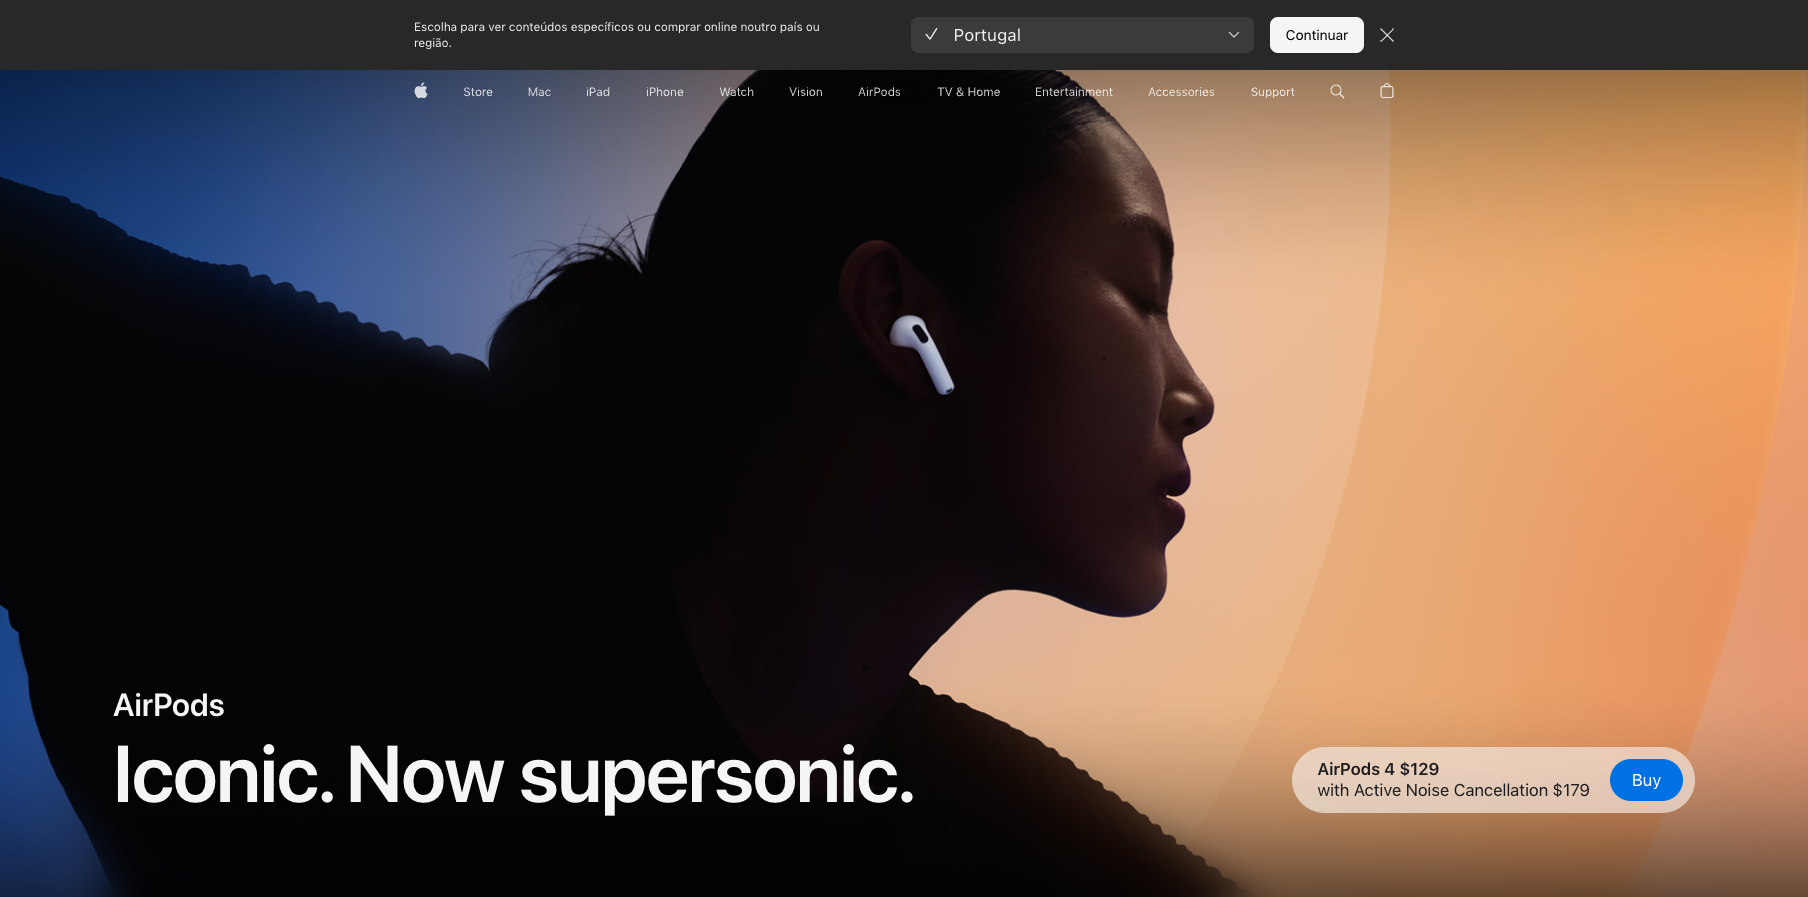 Escolha para ver conteúdos específicos ou comprar online noutro país ou
região.
Portugal
Continuar
Store Mac iPad iPhone Watch Vision AirPods TV & Home Entertainment Accessories Support
AirPods
Iconic. Now supersonic.
AirPods 4 $129
with Active Noise Cancellation $179
Buy